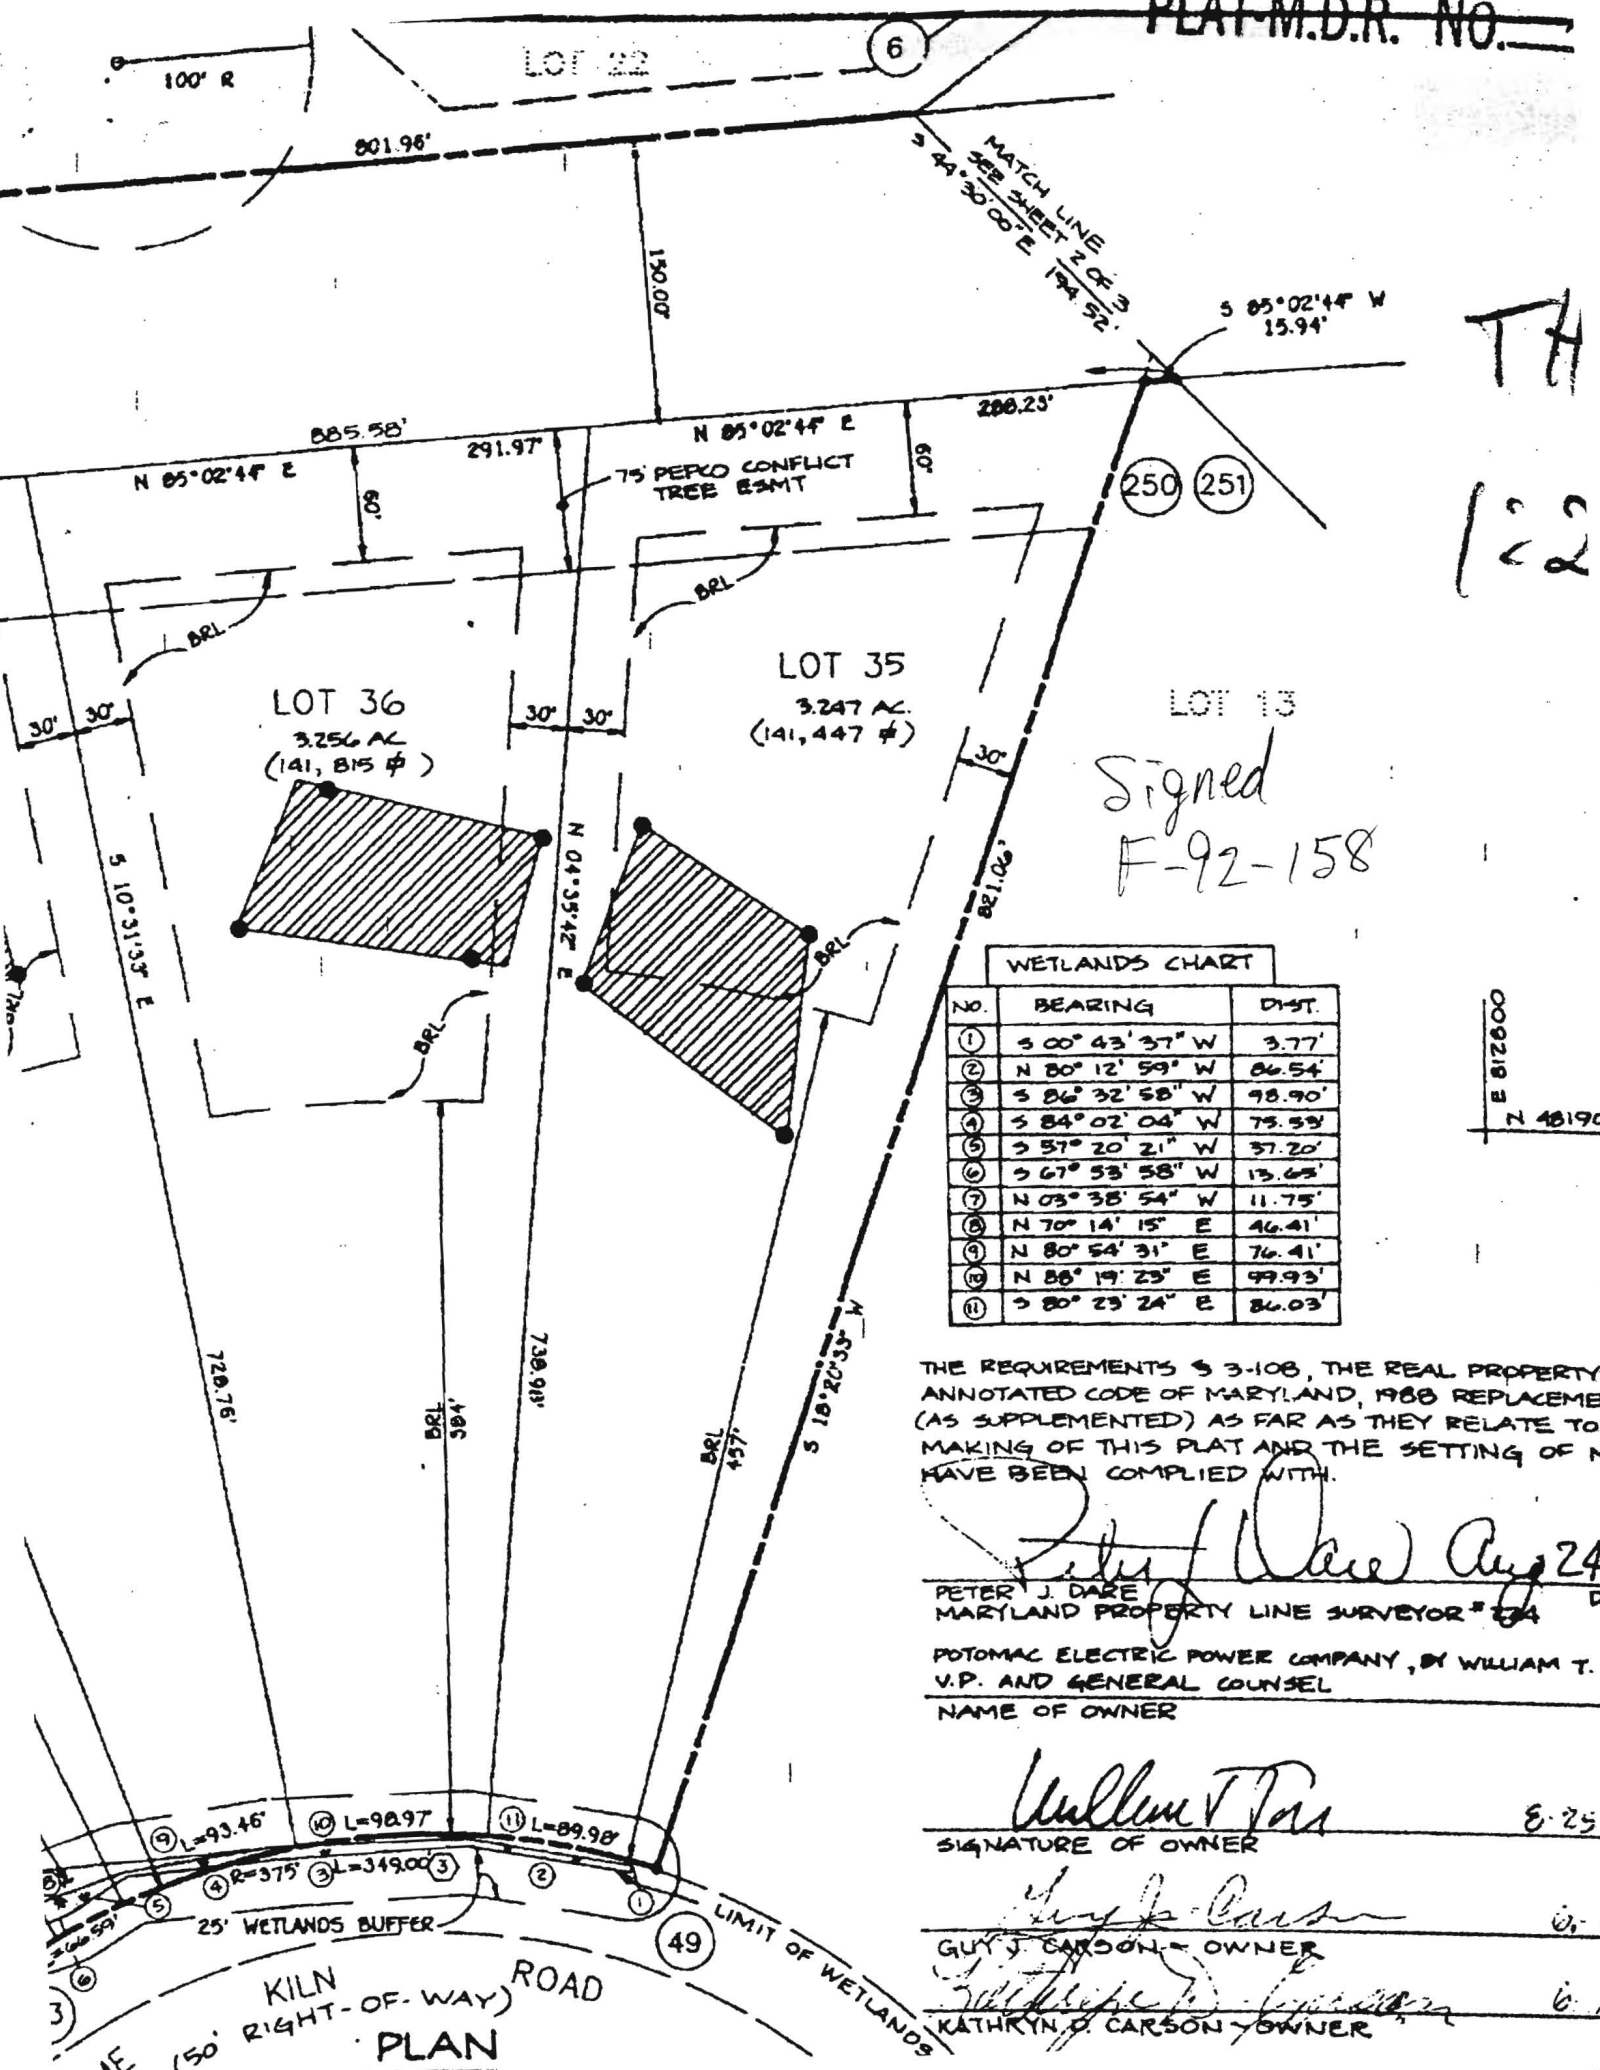 PLAT M.D.R. NO.
LOT 22
6
100' R
801.96'
MATCH LINE
SEE SHEET 2 OF 3
S 44°30'00" E 194.52'
150.00'
S 85°02'44" W
15.94'
TH
885.58'
N 85°02'44" E
291.97'
N 85°02'44" E
288.23'
60'
60'
75' PEPCO CONFLICT
TREE ESMT
250
251
1:2
BRL
BRL
LOT 36
3.256 AC
(141, 815 ⌀)
LOT 35
3.247 AC.
(141, 447 ⌀)
LOT 13
30'
30'
30'
30'
30'
Signed
F-92-158
S 10°31'33" E
N 04°35'42" E
821.06'
BRL
BRL
WETLANDS CHART
NO. BEARING DIST.
1 S 00° 43' 37" W 3.77'
2 N 80° 12' 59" W 86.54'
3 S 86° 32' 58" W 98.90'
4 S 84° 02' 04" W
5 S 57° 20' 21" W 37.20'
6 S 67° 53' 58" W 13.65'
7 N 03° 38' 54" W 11.75'
8 N 70° 14' 15" E 46.41'
9 N 80° 54' 31" E 76.41'
10 N 88° 19' 23" E 99.93'
11 S 80° 23' 24" E 86.03'
E 812800
N 48190
728.76'
BRL
384'
738.98'
BRL
457'
S 18°20'33" W
THE REQUIREMENTS § 3-108, THE REAL PROPERTY
ANNOTATED CODE OF MARYLAND, 1988 REPLACEME
(AS SUPPLEMENTED) AS FAR AS THEY RELATE TO
MAKING OF THIS PLAT AND THE SETTING OF M
HAVE BEEN COMPLIED WITH.
Peter J Dare Aug 24
PETER J. DARE
MARYLAND PROPERTY LINE SURVEYOR #
POTOMAC ELECTRIC POWER COMPANY, BY WILLIAM T.
V.P. AND GENERAL COUNSEL
NAME OF OWNER
8-25
SIGNATURE OF OWNER
GUY J. CARSON - OWNER
KATHRYN D. CARSON - OWNER
9 L=93.46'
10 L=98.97'
11 L=89.98'
5
4 R=375'
3 L=349.00'
3
2
1
25' WETLANDS BUFFER
6
49
LIMIT OF WETLANDS
KILN ROAD
(50' RIGHT-OF-WAY)
PLAN